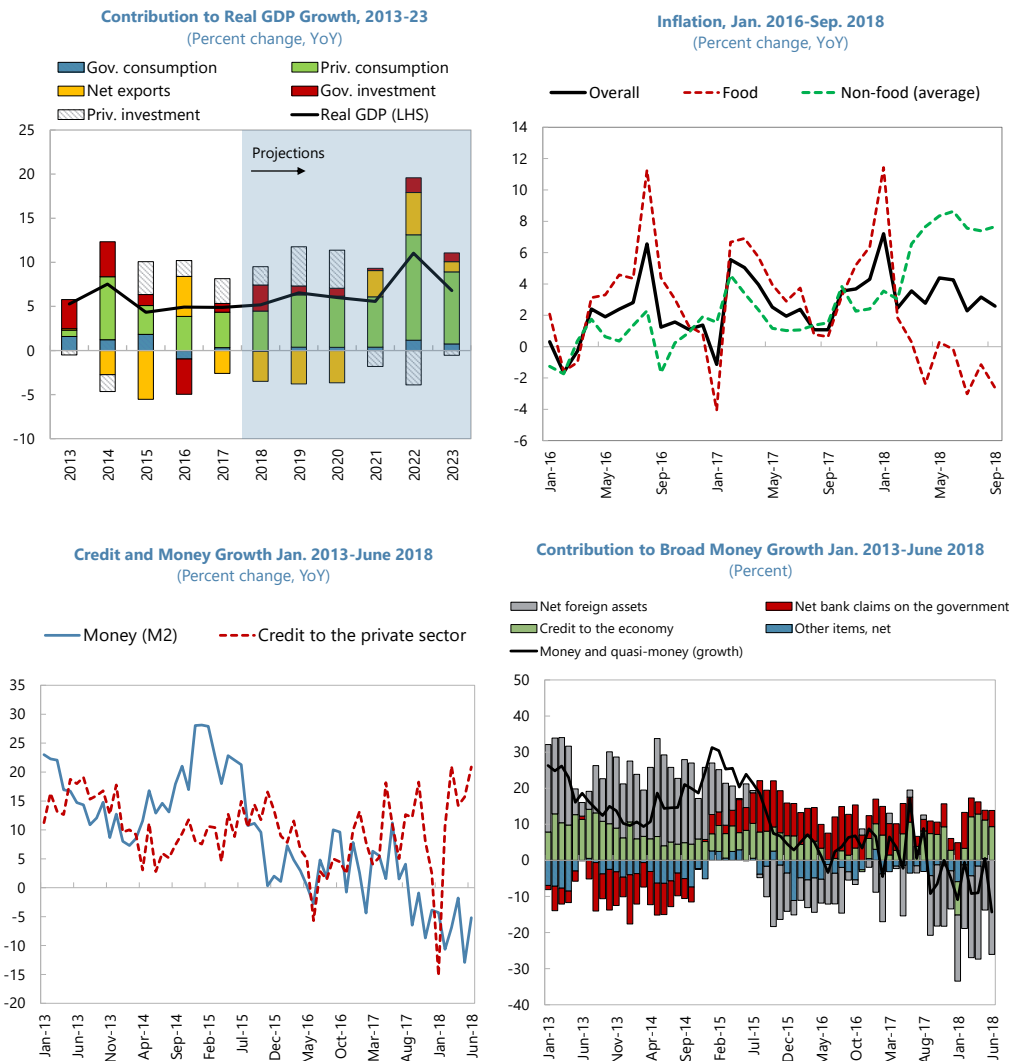 Contribution to Real GDP Growth, 2013-23
(Percent change, YoY)
Gov. consumption
Priv. consumption
Net exports
Gov. investment
Priv. investment
Real GDP (LHS)
25
20
15
10
5
0
-5
-10
Projections
2013
2014
2015
2016
2017
2018
2019
2020
2021
2022
2023
Inflation, Jan. 2016-Sep. 2018
(Percent change, YoY)
Overall
Food
Non-food (average)
14
12
10
8
6
4
2
0
-2
-4
-6
Jan-16
May-16
Sep-16
Jan-17
May-17
Sep-17
Jan-18
May-18
Sep-18
Credit and Money Growth Jan. 2013-June 2018
(Percent change, YoY)
Money (M2)
Credit to the private sector
35
30
25
20
15
10
5
0
-5
-10
-15
-20
Jan-13
Jun-13
Nov-13
Apr-14
Sep-14
Feb-15
Jul-15
Dec-15
May-16
Oct-16
Mar-17
Aug-17
Jan-18
Jun-18
Contribution to Broad Money Growth Jan. 2013-June 2018
(Percent)
Net foreign assets
Net bank claims on the government
Credit to the economy
Other items, net
Money and quasi-money (growth)
50
40
30
20
10
0
-10
-20
-30
-40
Jan-13
Jun-13
Nov-13
Apr-14
Sep-14
Feb-15
Jul-15
Dec-15
May-16
Oct-16
Mar-17
Aug-17
Jan-18
Jun-18